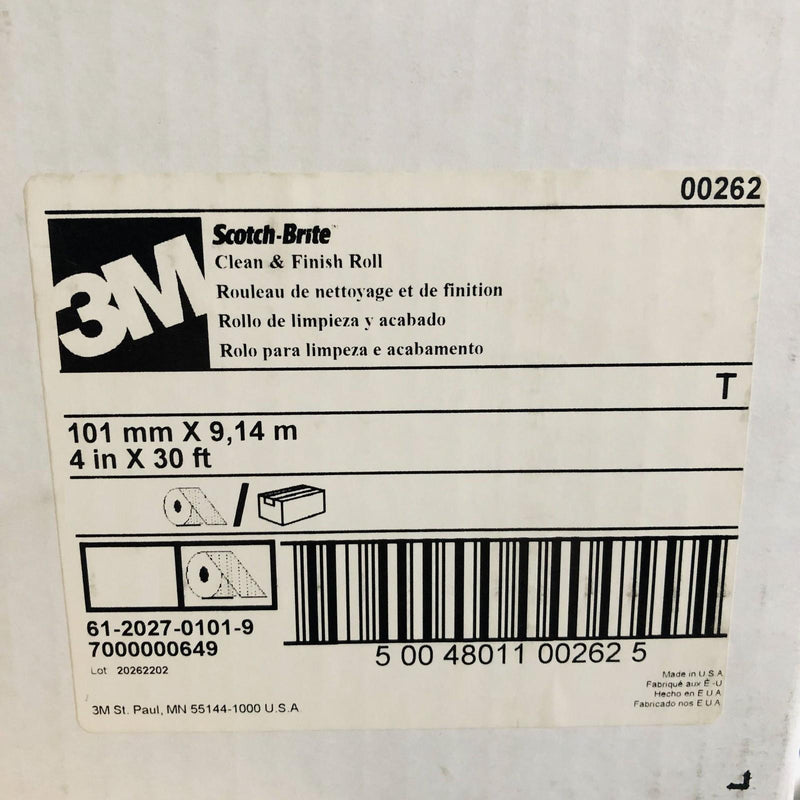 00262
3M
Scotch-Brite™
Clean & Finish Roll
Rouleau de nettoyage et de finition
Rollo de limpieza y acabado
Rolo para limpeza e acabamento
T
101 mm X 9,14 m
4 in X 30 ft
/
61-2027-0101-9
7000000649
Lot 20262202
5 00 48011 00262 5
Made in U.S.A
Fabriqué aux É.-U
Hecho en E U A
Fabricado nos E U A
3M St. Paul, MN 55144-1000 U.S.A